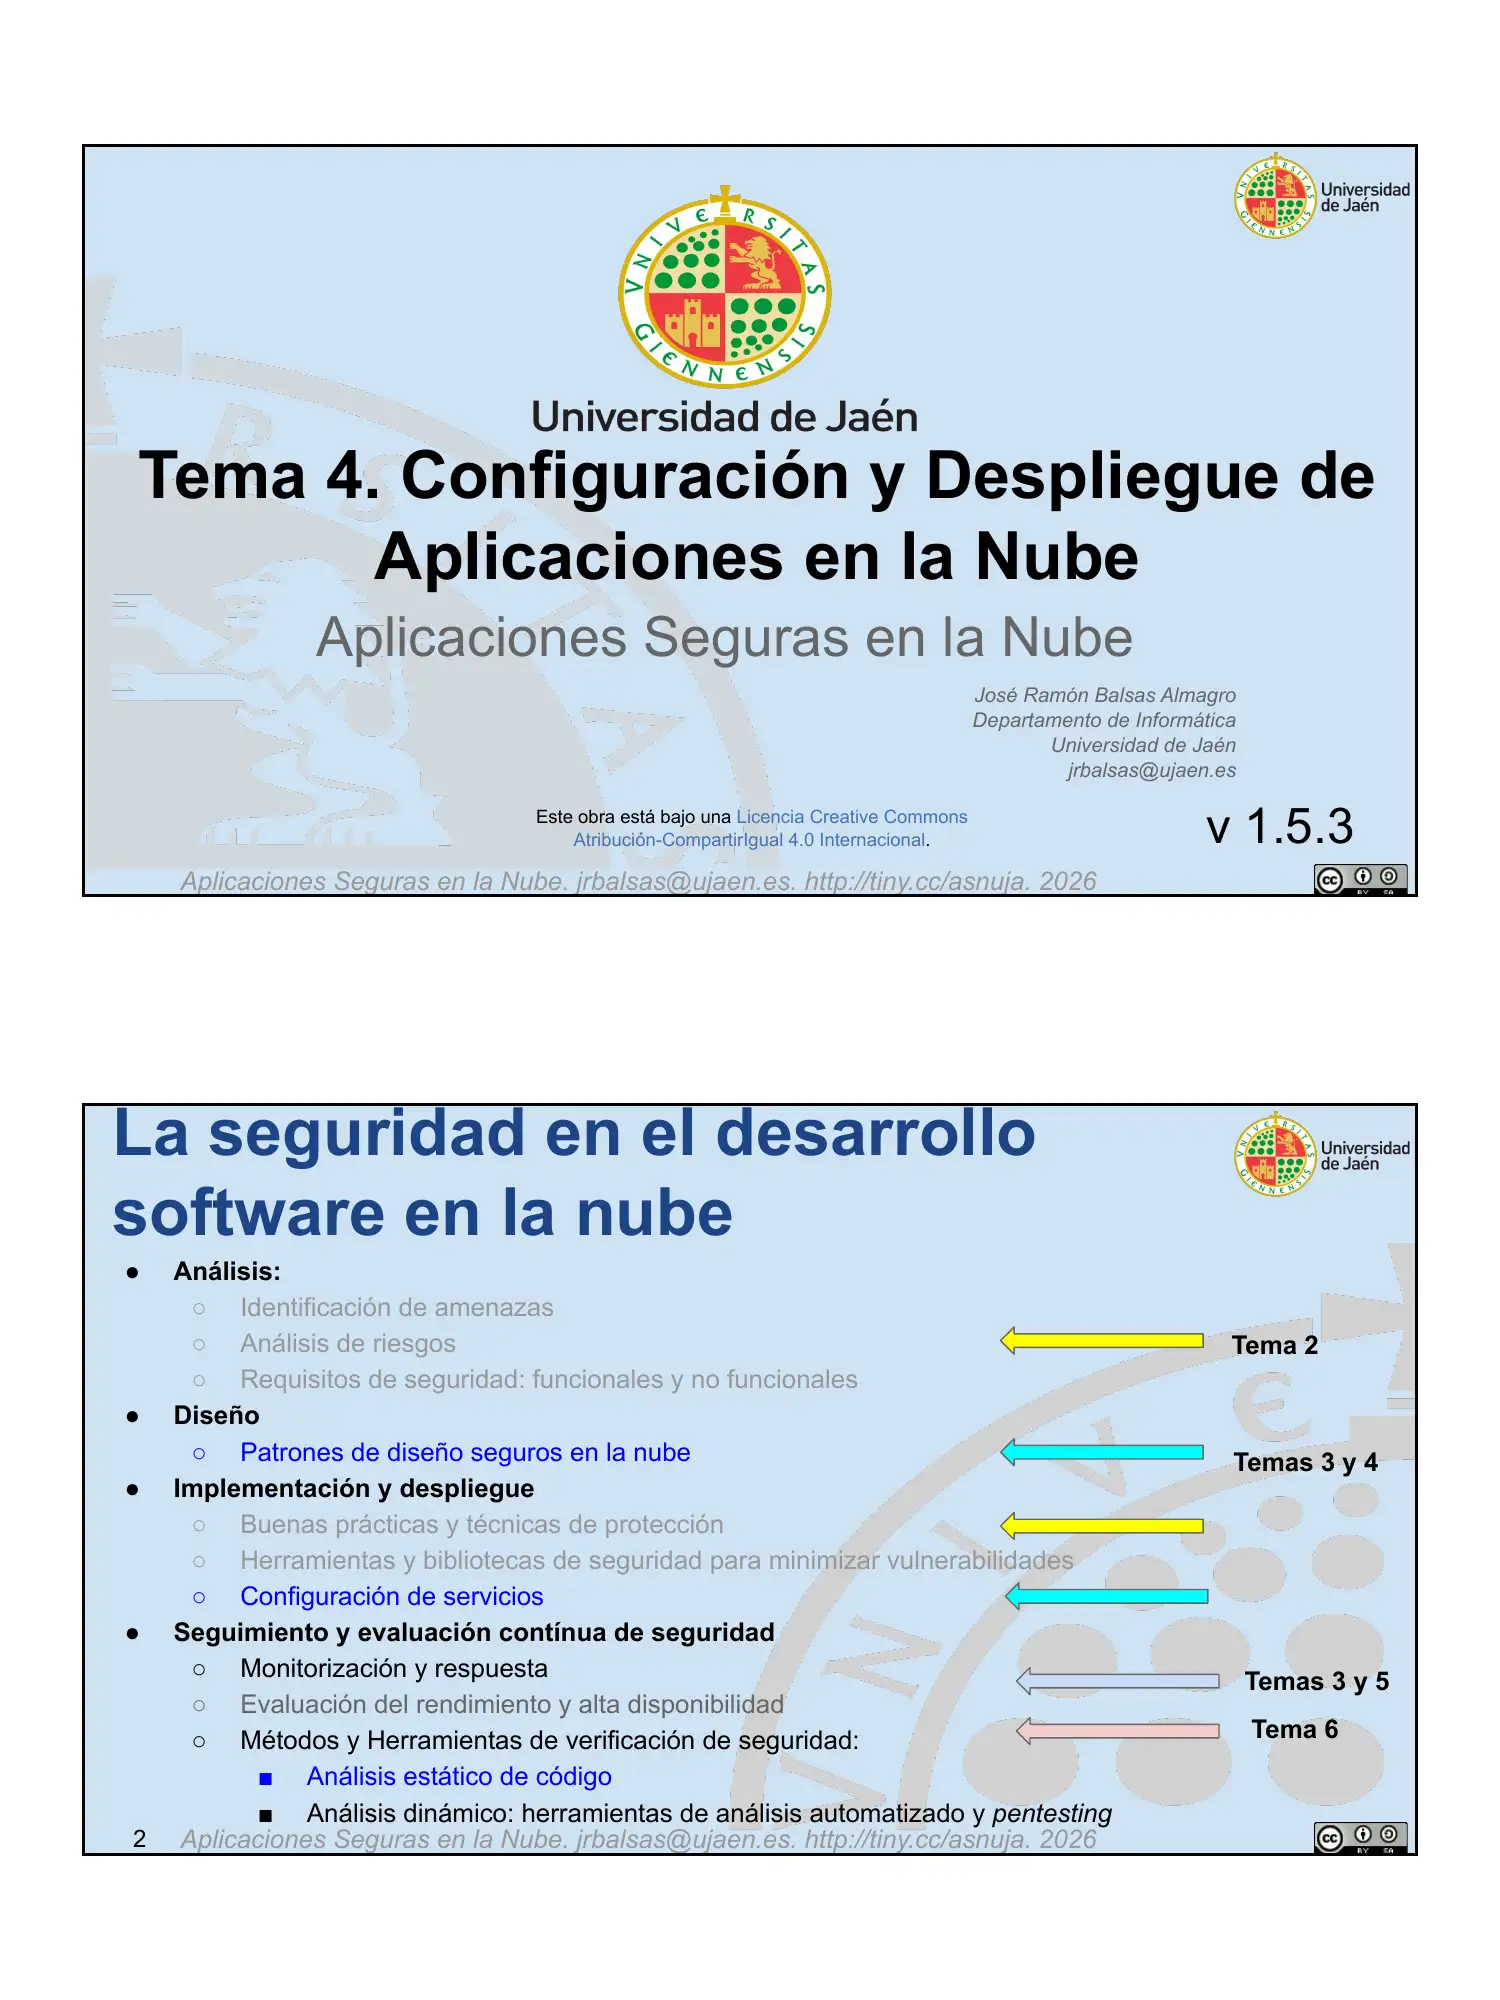 Universidad
de Jaén
VNIVERSITAS GIENNENSIS
Universidad de Jaén
Tema 4. Configuración y Despliegue de
Aplicaciones en la Nube
Aplicaciones Seguras en la Nube
José Ramón Balsas Almagro
Departamento de Informática
Universidad de Jaén
jrbalsas@ujaen.es
Este obra está bajo una Licencia Creative Commons
Atribución-CompartirIgual 4.0 Internacional.
v 1.5.3
Aplicaciones Seguras en la Nube. jrbalsas@ujaen.es. http://tiny.cc/asnuja. 2026
cc BY SA
La seguridad en el desarrollo
software en la nube
Universidad
de Jaén
● Análisis:
○ Identificación de amenazas
○ Análisis de riesgos
Tema 2
○ Requisitos de seguridad: funcionales y no funcionales
● Diseño
○ Patrones de diseño seguros en la nube
Temas 3 y 4
● Implementación y despliegue
○ Buenas prácticas y técnicas de protección
○ Herramientas y bibliotecas de seguridad para minimizar vulnerabilidades
○ Configuración de servicios
● Seguimiento y evaluación contínua de seguridad
○ Monitorización y respuesta
Temas 3 y 5
○ Evaluación del rendimiento y alta disponibilidad
○ Métodos y Herramientas de verificación de seguridad:
Tema 6
■ Análisis estático de código
■ Análisis dinámico: herramientas de análisis automatizado y pentesting
2
Aplicaciones Seguras en la Nube. jrbalsas@ujaen.es. http://tiny.cc/asnuja. 2026
cc BY SA